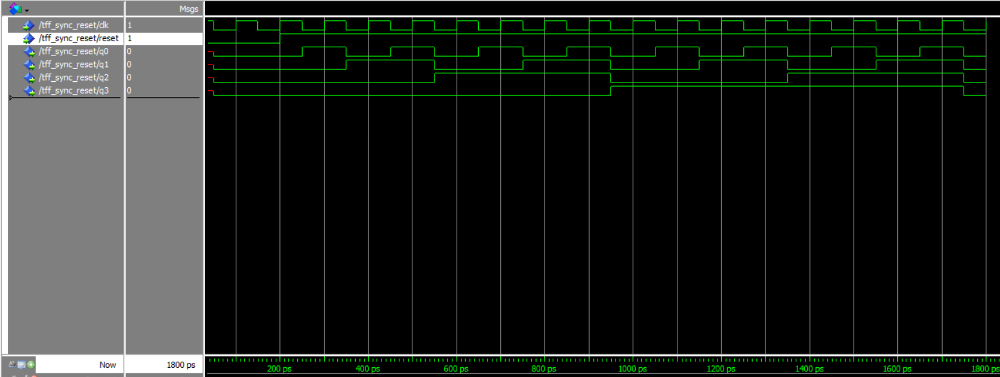 Msgs
/tff_sync_reset/clk 1
/tff_sync_reset/reset 1
/tff_sync_reset/q0 0
/tff_sync_reset/q1 0
/tff_sync_reset/q2 0
/tff_sync_reset/q3 0
Now 1800 ps 200 ps 400 ps 600 ps 800 ps 1000 ps 1200 ps 1400 ps 1600 ps 1800 ps